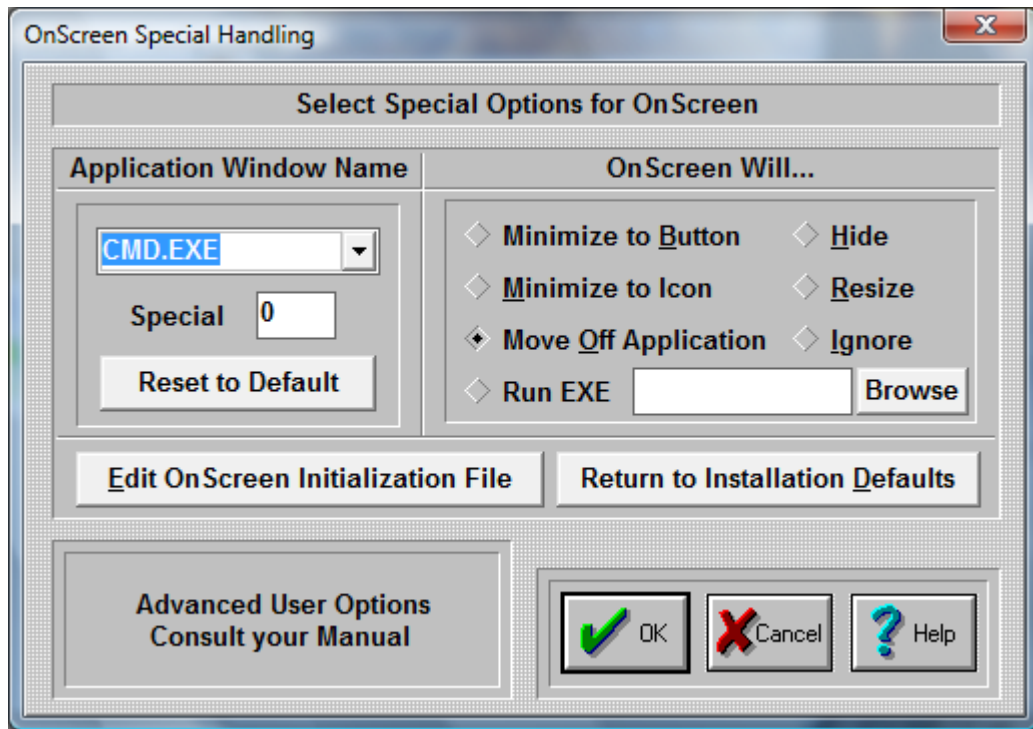 OnScreen Special Handling
Select Special Options for OnScreen
Application Window Name
OnScreen Will...
CMD.EXE
Special 0
Reset to Default
Minimize to Button
Hide
Minimize to Icon
Resize
Move Off Application
Ignore
Run EXE
Browse
Edit OnScreen Initialization File
Return to Installation Defaults
Advanced User Options
Consult your Manual
OK
Cancel
Help